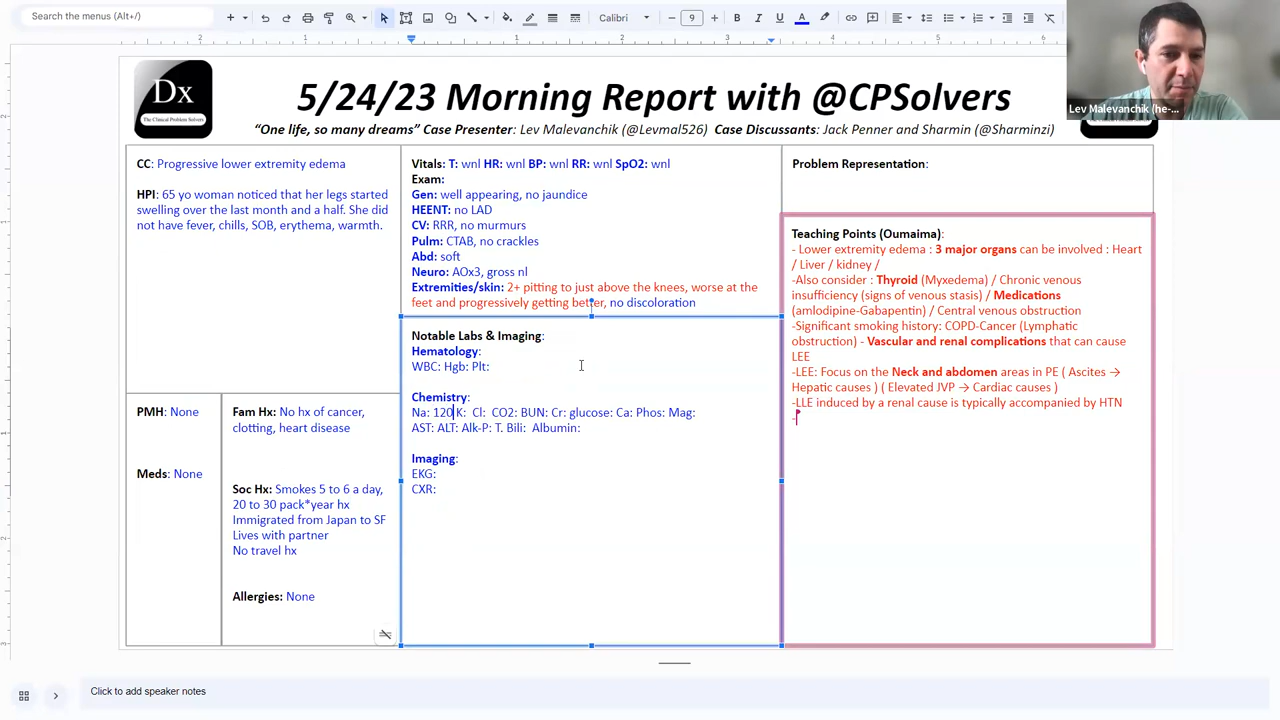 Search the menus (Alt+/)
Calibri
9
2 1 1 2 3 4 5 6
Dx
The Clinical Problem Solvers
5/24/23 Morning Report with @CPSolvers
“One life, so many dreams” Case Presenter: Lev Malevanchik (@Levmal526) Case Discussants: Jack Penner and Sharmin (@Sharminzi)
Lev Malevanchik (he-...
CC: Progressive lower extremity edema
HPI: 65 yo woman noticed that her legs started
swelling over the last month and a half. She did
not have fever, chills, SOB, erythema, warmth.
PMH: None
Meds: None
Fam Hx: No hx of cancer,
clotting, heart disease
Soc Hx: Smokes 5 to 6 a day,
20 to 30 pack*year hx
Immigrated from Japan to SF
Lives with partner
No travel hx
Allergies: None
Vitals: T: wnl HR: wnl BP: wnl RR: wnl SpO2: wnl
Exam:
Gen: well appearing, no jaundice
HEENT: no LAD
CV: RRR, no murmurs
Pulm: CTAB, no crackles
Abd: soft
Neuro: AOx3, gross nl
Extremities/skin: 2+ pitting to just above the knees, worse at the
feet and progressively getting better, no discoloration
Notable Labs & Imaging:
Hematology:
WBC: Hgb: Plt:
Chemistry:
Na: 120 K: Cl: CO2: BUN: Cr: glucose: Ca: Phos: Mag:
AST: ALT: Alk-P: T. Bili: Albumin:
Imaging:
EKG:
CXR:
Problem Representation:
Teaching Points (Oumaima):
- Lower extremity edema : 3 major organs can be involved : Heart
/ Liver / kidney /
-Also consider : Thyroid (Myxedema) / Chronic venous
insufficiency (signs of venous stasis) / Medications
(amlodipine-Gabapentin) / Central venous obstruction
-Significant smoking history: COPD-Cancer (Lymphatic
obstruction) - Vascular and renal complications that can cause
LEE
-LEE: Focus on the Neck and abdomen areas in PE ( Ascites →
Hepatic causes ) ( Elevated JVP → Cardiac causes )
-LLE induced by a renal cause is typically accompanied by HTN
-
Click to add speaker notes